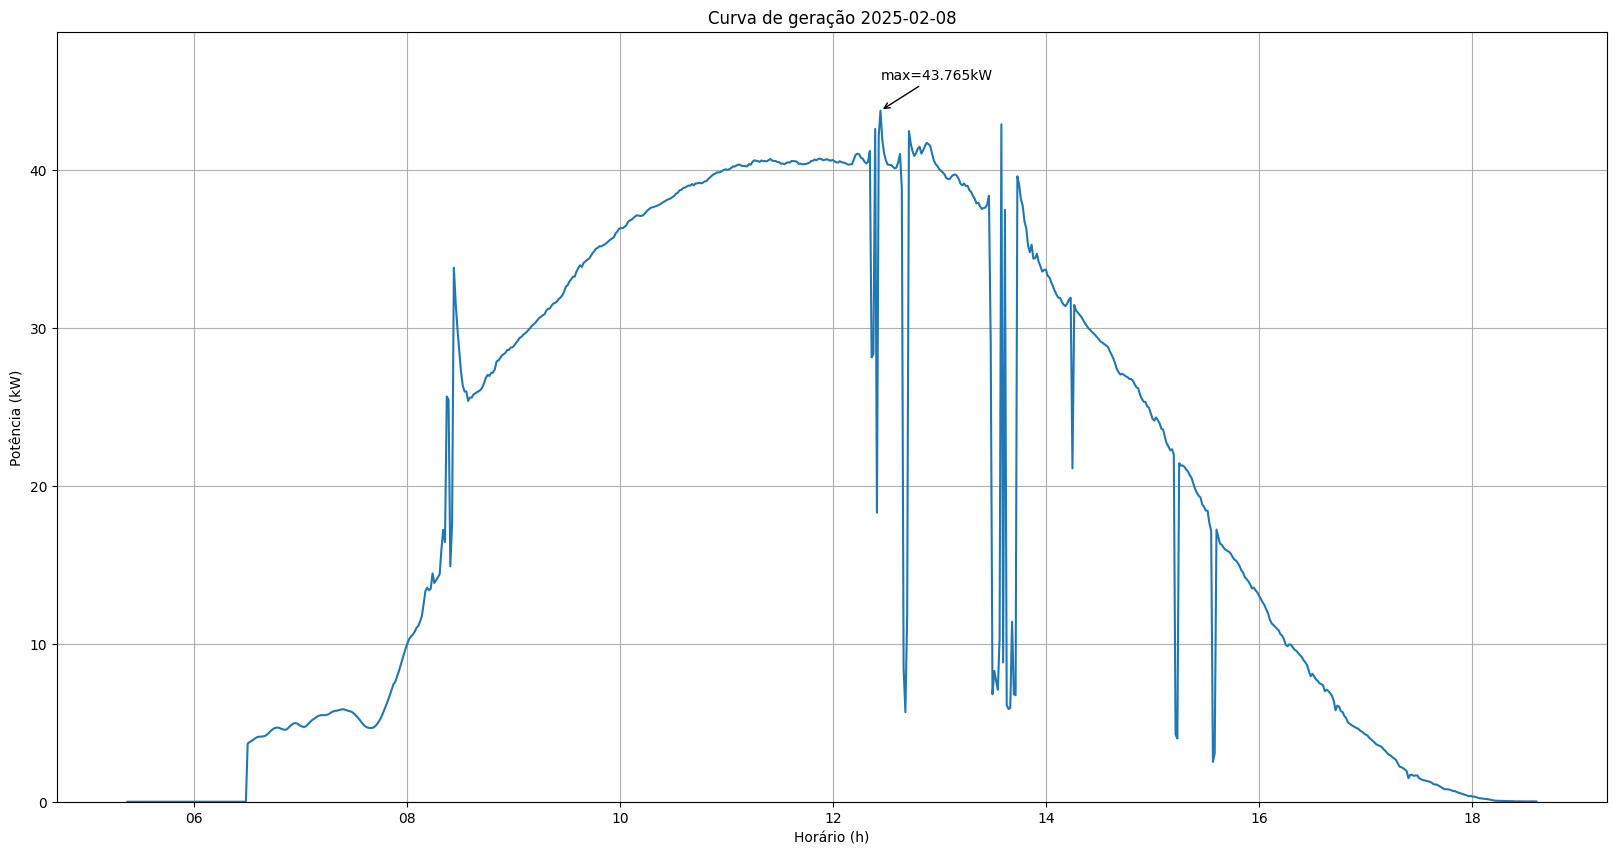 Curva de geração 2025-02-08
max=43.765kW
Potência (kW)
40
30
20
10
0
06 08 10 12 14 16 18
Horário (h)